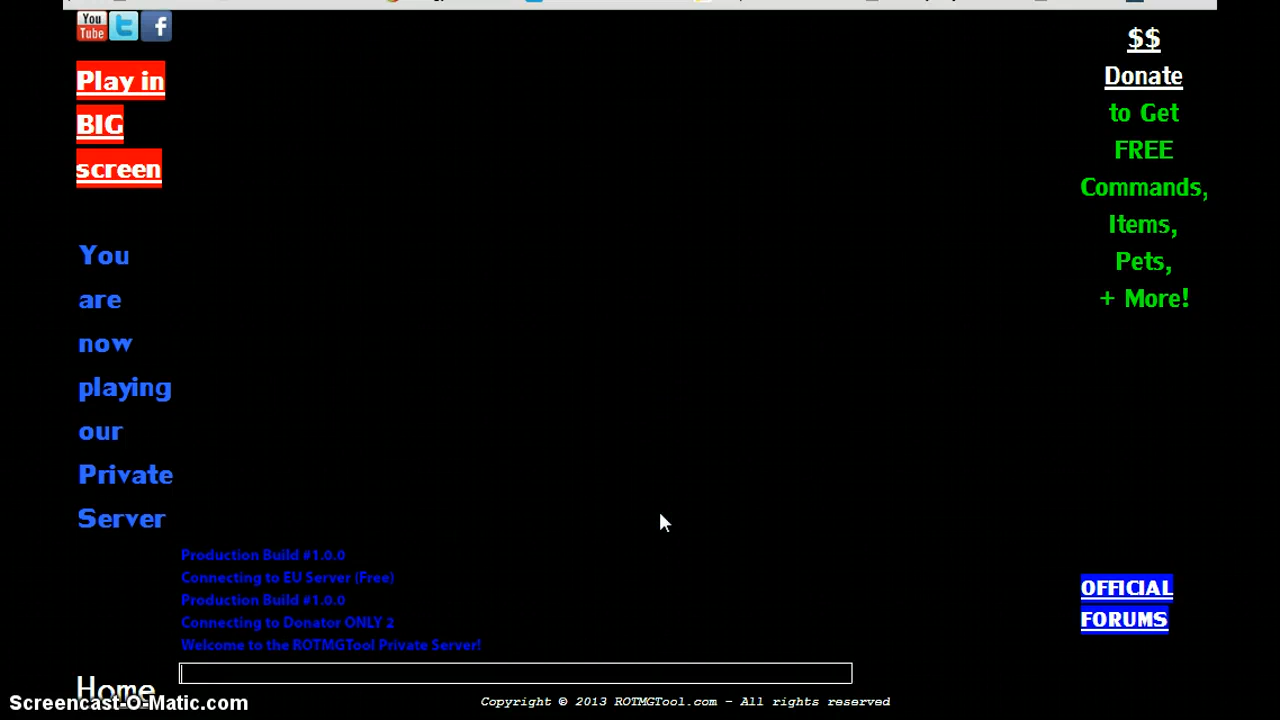 You
Tube
Play in
BIG
screen
You
are
now
playing
our
Private
Server
$$
Donate
to Get
FREE
Commands,
Items,
Pets,
+ More!
Production Build #1.0.0
Connecting to EU Server (Free)
Production Build #1.0.0
Connecting to Donator ONLY 2
Welcome to the ROTMGTool Private Server!
OFFICIAL
FORUMS
Home
Screencast-O-Matic.com
Copyright © 2013 ROTMGTool.com - All rights reserved